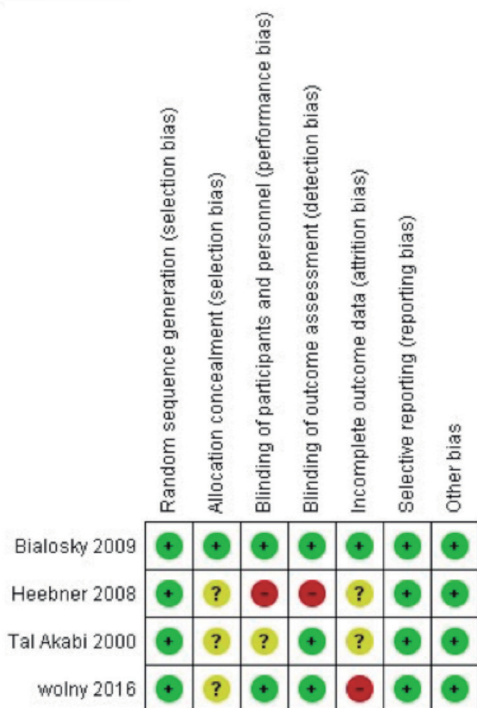 Random sequence generation (selection bias)
Allocation concealment (selection bias)
Blinding of participants and personnel (performance bias)
Blinding of outcome assessment (detection bias)
Incomplete outcome data (attrition bias)
Selective reporting (reporting bias)
Other bias
Bialosky 2009 + + + + + + +
Heebner 2008 + ? - - ? + +
Tal Akabi 2000 + ? ? + ? + +
wolny 2016 + ? + + - + +